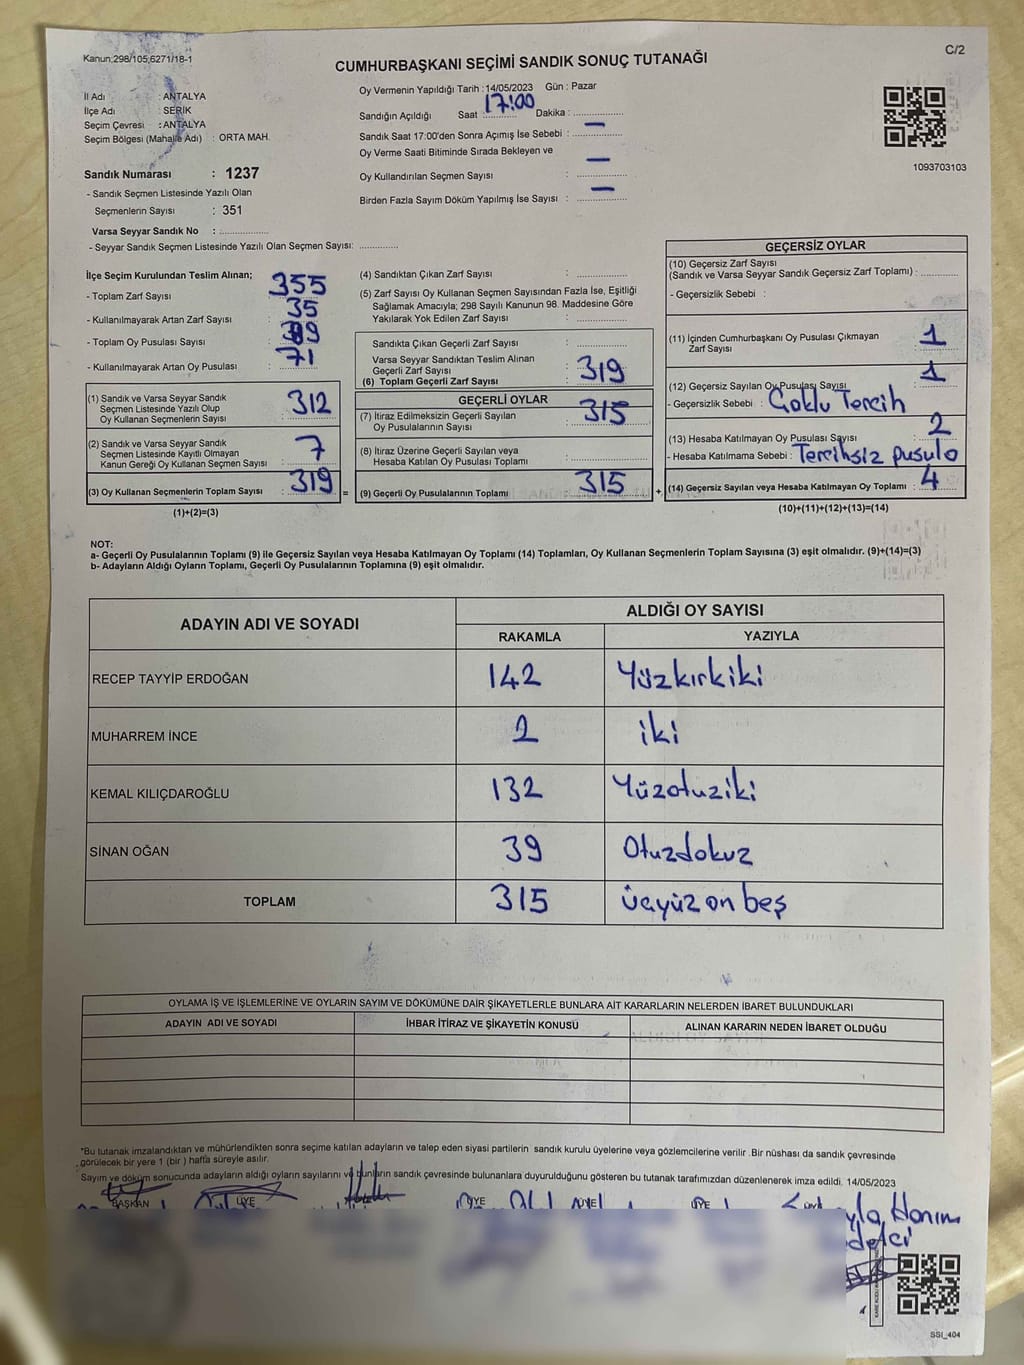 Kanun;298/105,6271/18-1
C/2
CUMHURBAŞKANI SEÇİMİ SANDIK SONUÇ TUTANAĞI
İl Adı : ANTALYA
İlçe Adı : SERİK
Seçim Çevresi : ANTALYA
Seçim Bölgesi (Mahalle Adı) : ORTA MAH.
Sandık Numarası : 1237
- Sandık Seçmen Listesinde Yazılı Olan
Seçmenlerin Sayısı : 351
Varsa Seyyar Sandık No : ..............
- Seyyar Sandık Seçmen Listesinde Yazılı Olan Seçmen Sayısı: ............
Oy Vermenin Yapıldığı Tarih : 14/05/2023 Gün : Pazar
Sandığın Açıldığı Saat 17:00 Dakika : ............
Sandık Saat 17:00'den Sonra Açımış İse Sebebi : —
Oy Verme Saati Bitiminde Sırada Bekleyen ve
Oy Kullandırılan Seçmen Sayısı : —
Birden Fazla Sayım Döküm Yapılmış İse Sayısı : —
1093703103
İlçe Seçim Kurulundan Teslim Alınan;
- Toplam Zarf Sayısı : 355
- Kullanılmayarak Artan Zarf Sayısı : 35
- Toplam Oy Pusulası Sayısı :
- Kullanılmayarak Artan Oy Pusulası : 71
(1) Sandık ve Varsa Seyyar Sandık
Seçmen Listesinde Yazılı Olup
Oy Kullanan Seçmenlerin Sayısı : 312
(2) Sandık ve Varsa Seyyar Sandık
Seçmen Listesinde Kayıtlı Olmayan
Kanun Gereği Oy Kullanan Seçmen Sayısı : 7
(3) Oy Kullanan Seçmenlerin Toplam Sayısı : 319
(1)+(2)=(3)
=
(4) Sandıktan Çıkan Zarf Sayısı : ............
(5) Zarf Sayısı Oy Kullanan Seçmen Sayısından Fazla İse, Eşitliği
Sağlamak Amacıyla; 298 Sayılı Kanunun 98. Maddesine Göre
Yakılarak Yok Edilen Zarf Sayısı : ............
Sandıkta Çıkan Geçerli Zarf Sayısı : ............
Varsa Seyyar Sandıktan Teslim Alınan
Geçerli Zarf Sayısı :
(6) Toplam Geçerli Zarf Sayısı : 319
GEÇERLİ OYLAR
(7) İtiraz Edilmeksizin Geçerli Sayılan
Oy Pusulalarının Sayısı : 315
(8) İtiraz Üzerine Geçerli Sayılan veya
Hesaba Katılan Oy Pusulası Toplamı : ............
(9) Geçerli Oy Pusulalarının Toplamı : 315
+
GEÇERSİZ OYLAR
(10) Geçersiz Zarf Sayısı
(Sandık ve Varsa Seyyar Sandık Geçersiz Zarf Toplamı) : ............
- Geçersizlik Sebebi :
(11) İçinden Cumhurbaşkanı Oy Pusulası Çıkmayan
Zarf Sayısı : 1
(12) Geçersiz Sayılan Oy Pusulası Sayısı : 1
- Geçersizlik Sebebi : Çoklu Tercih
(13) Hesaba Katılmayan Oy Pusulası Sayısı : 2
- Hesaba Katılmama Sebebi : Tercihsiz pusula
(14) Geçersiz Sayılan veya Hesaba Katılmayan Oy Toplamı : 4
(10)+(11)+(12)+(13)=(14)
NOT:
a- Geçerli Oy Pusulalarının Toplamı (9) ile Geçersiz Sayılan veya Hesaba Katılmayan Oy Toplamı (14) Toplamları, Oy Kullanan Seçmenlerin Toplam Sayısına (3) eşit olmalıdır. (9)+(14)=(3)
b- Adayların Aldığı Oyların Toplamı, Geçerli Oy Pusulalarının Toplamına (9) eşit olmalıdır.
ADAYIN ADI VE SOYADI
ALDIĞI OY SAYISI
RAKAMLA YAZIYLA
RECEP TAYYİP ERDOĞAN 142 Yüzkırkiki
MUHARREM İNCE 2 iki
KEMAL KILIÇDAROĞLU 132 Yüzotuziki
SİNAN OĞAN 39 Otuzdokuz
TOPLAM 315 üçyüz on beş
OYLAMA İŞ VE İŞLEMLERİNE VE OYLARIN SAYIM VE DÖKÜMÜNE DAİR ŞİKAYETLERLE BUNLARA AİT KARARLARIN NELERDEN İBARET BULUNDUKLARI
ADAYIN ADI VE SOYADI İHBAR İTİRAZ VE ŞİKAYETİN KONUSU ALINAN KARARIN NEDEN İBARET OLDUĞU
*Bu tutanak imzalandıktan ve mühürlendikten sonra seçime katılan adayların ve talep eden siyasi partilerin sandık kurulu üyelerine veya gözlemcilerine verilir .Bir nüshası da sandık çevresinde
görülecek bir yere 1 (bir ) hafta süreyle asılır.
Sayım ve döküm sonucunda adayların aldığı oyların sayılarını ve bunların sandık çevresinde bulunanlara duyurulduğunu gösteren bu tutanak tarafımızdan düzenlenerek imza edildi. 14/05/2023
BAŞKAN ÜYE ÜYE ÜYE ÜYE
Hanım
SSI_404